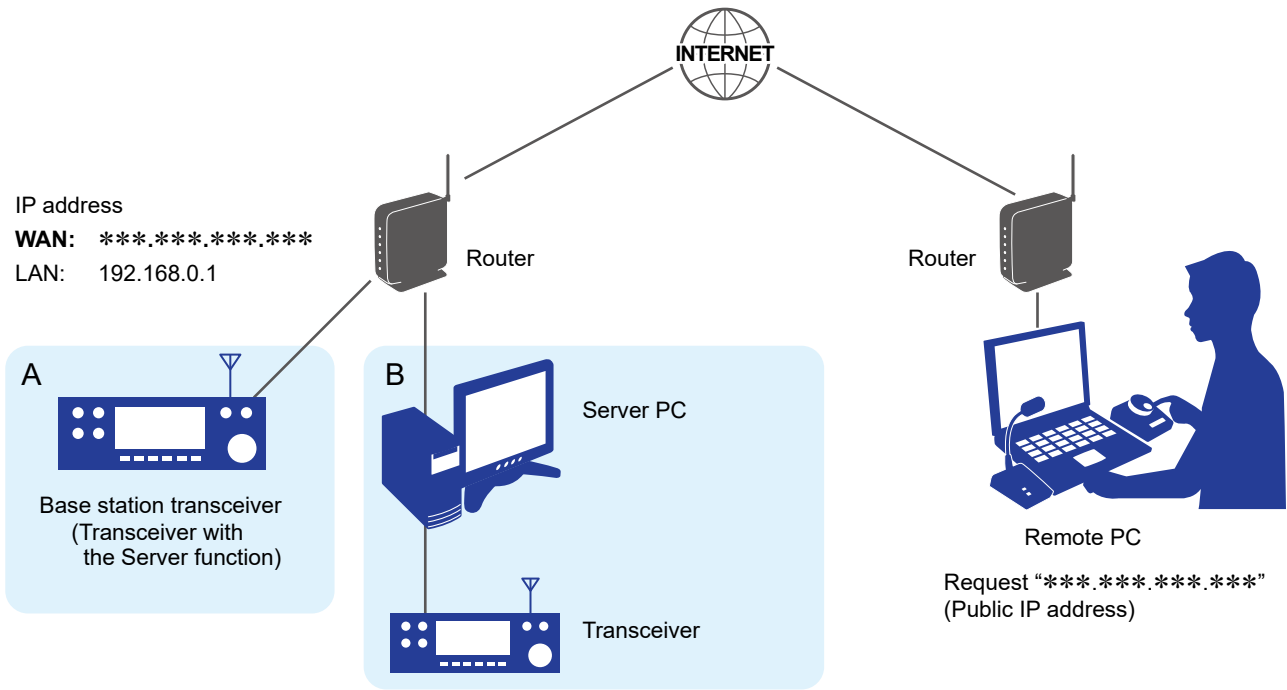 INTERNET
IP address
WAN: ***.***.***.***
LAN: 192.168.0.1
Router
Router
A
Base station transceiver
(Transceiver with
the Server function)
B
Server PC
Transceiver
Remote PC
Request “***.***.***.***”
(Public IP address)